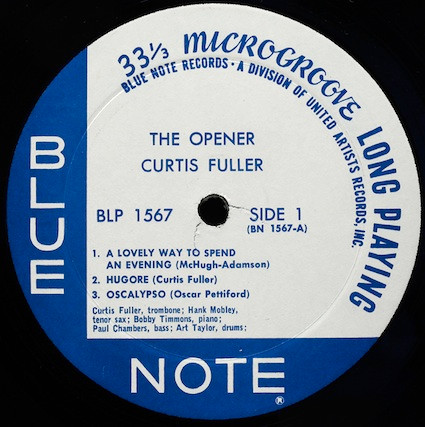 33⅓ MICROGROOVE LONG PLAYING
BLUE NOTE RECORDS • A DIVISION OF UNITED ARTISTS RECORDS, INC.
THE OPENER
CURTIS FULLER
BLP 1567 SIDE 1
(BN 1567-A)
1. A LOVELY WAY TO SPEND
AN EVENING (McHugh-Adamson)
2. HUGORE (Curtis Fuller)
3. OSCALYPSO (Oscar Pettiford)
Curtis Fuller, trombone; Hank Mobley,
tenor sax; Bobby Timmons, piano;
Paul Chambers, bass; Art Taylor, drums;
BLUE
NOTE®